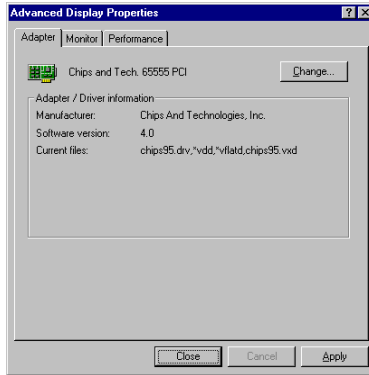 Advanced Display Properties
Adapter Monitor Performance
Chips and Tech. 65555 PCI Change...
Adapter / Driver information
Manufacturer: Chips And Technologies, Inc.
Software version: 4.0
Current files: chips95.drv,*vdd,*vflatd,chips95.vxd
Close Cancel Apply